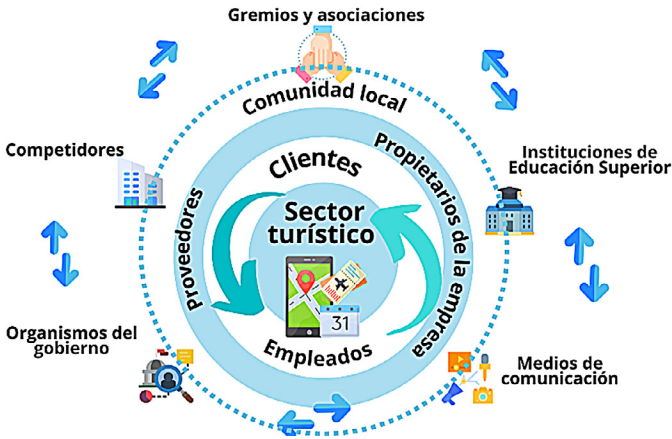 Gremios y asociaciones
Comunidad local
Competidores
Instituciones de
Educación Superior
Clientes
Proveedores
Propietarios de la empresa
Sector
turístico
31
Empleados
Organismos del
gobierno
Medios de
comunicación